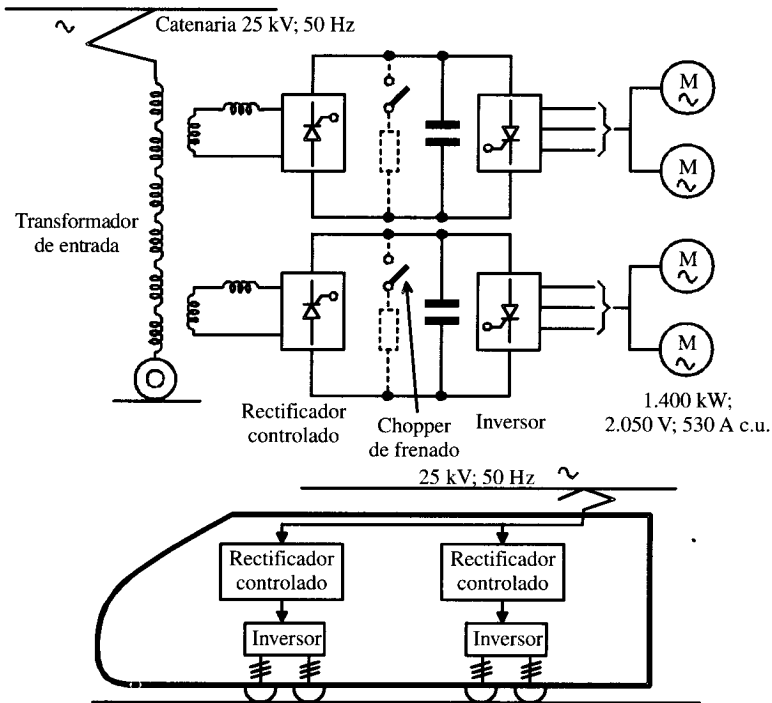 Catenaria 25 kV; 50 Hz
M
M
Transformador
de entrada
M
M
Rectificador
controlado
Chopper
de frenado
Inversor
1.400 kW;
2.050 V; 530 A c.u.
25 kV; 50 Hz
Rectificador
controlado
Rectificador
controlado
Inversor
Inversor